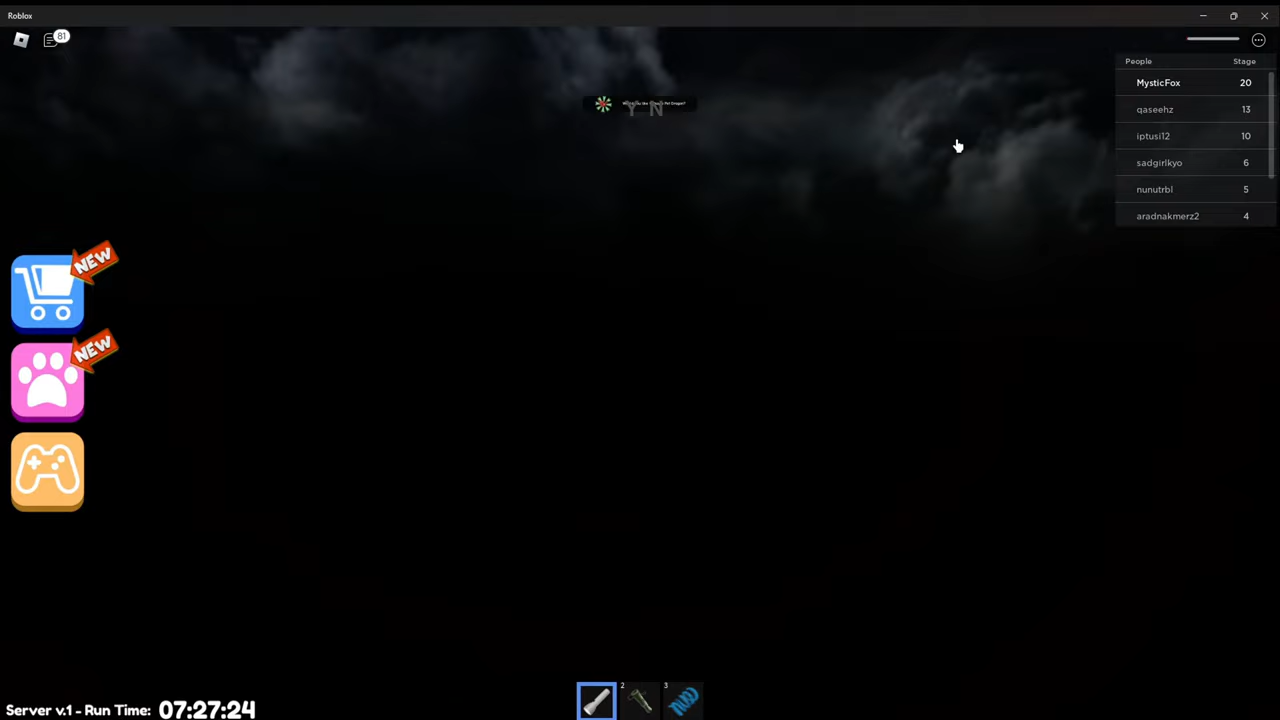 Roblox
81
People Stage
MysticFox 20
qaseehz 13
iptusi12 10
sadgirlkyo 6
nunutrbl 5
aradnakmerz2 4
Y N
NEW
NEW
2 3
Server v.1 - Run Time: 07:27:24